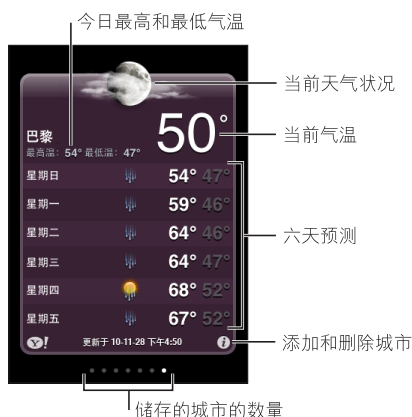 今日最高和最低气温
当前天气状况
50°
当前气温
巴黎
最高温: 54° 最低温: 47°
星期日 54° 47°
星期一 59° 46°
星期二 64° 46°
六天预测
星期三 64° 47°
星期四 68° 52°
星期五 67° 52°
Y! 更新于 10-11-28 下午4:50 i
添加和删除城市
储存的城市的数量